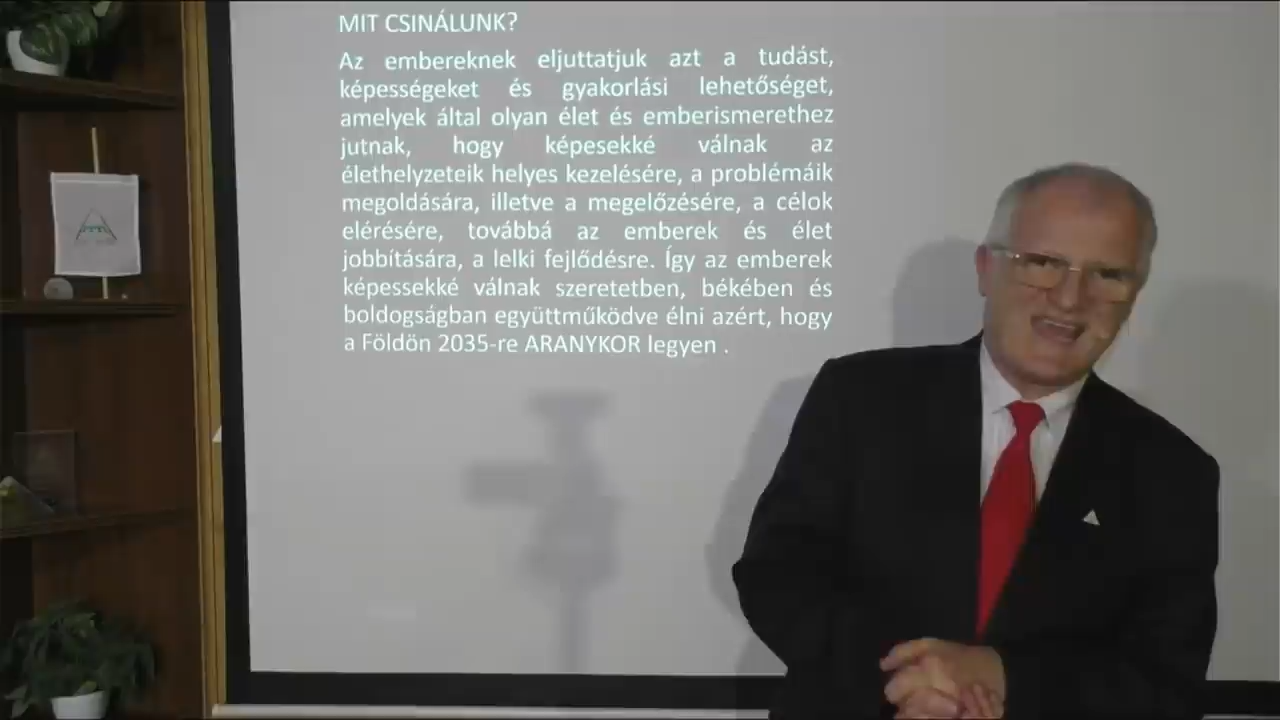 MIT CSINÁLUNK?
Az embereknek eljuttatjuk azt a tudást,
képességeket és gyakorlási lehetőséget,
amelyek által olyan élet és emberismerethez
jutnak, hogy képesekké válnak az
élethelyzeteik helyes kezelésére, a problémáik
megoldására, illetve a megelőzésére, a célok
elérésére, továbbá az emberek és élet
jobbítására, a lelki fejlődésre. Így az emberek
képessekké válnak szeretetben, békében és
boldogságban együttműködve élni azért, hogy
a Földön 2035-re ARANYKOR legyen .